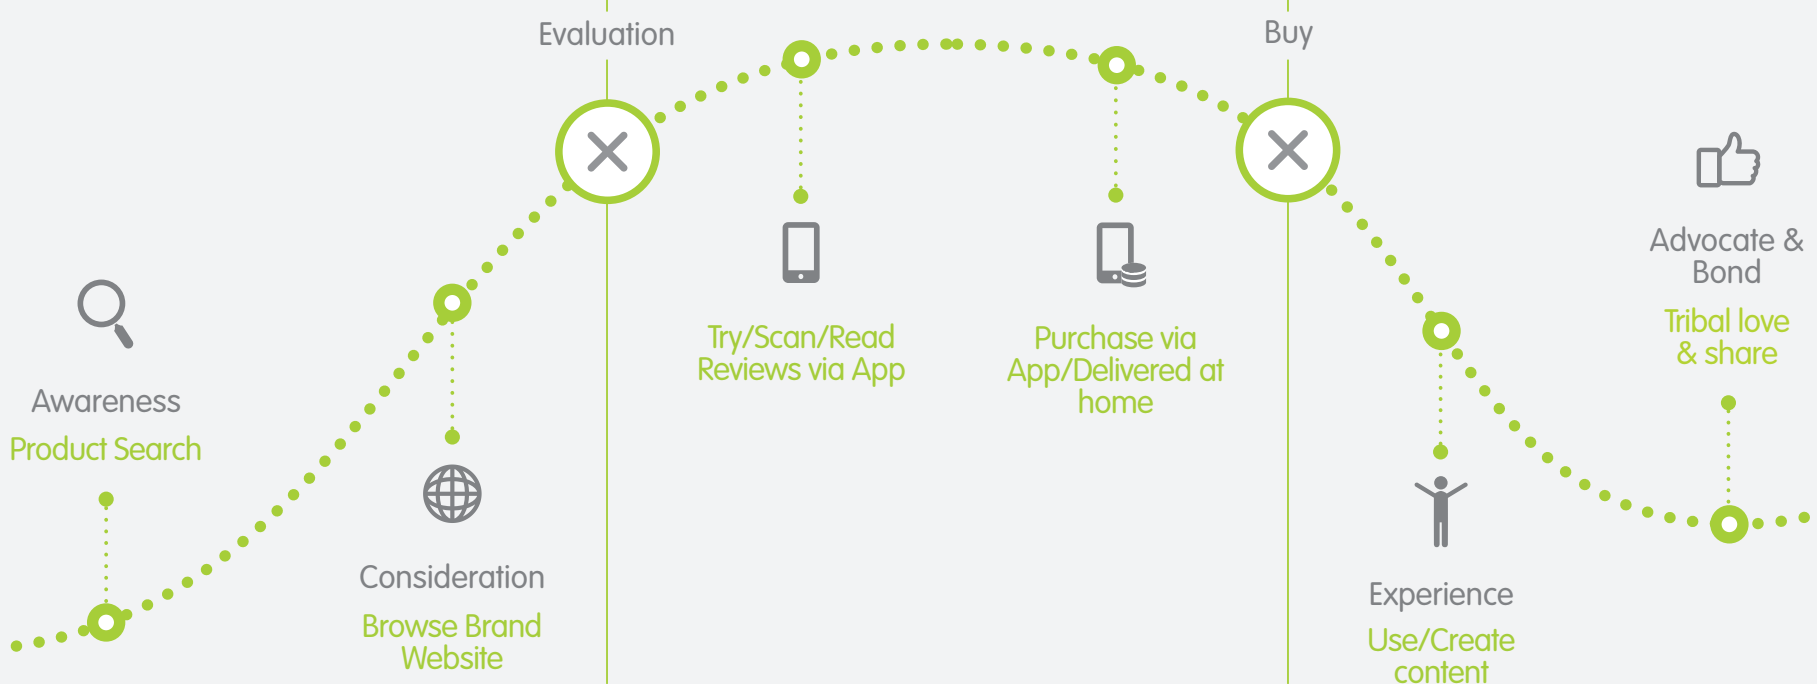 Evaluation
Buy
Awareness
Product Search
Consideration
Browse Brand
Website
Try/Scan/Read
Reviews via App
Purchase via
App/Delivered at
home
Experience
Use/Create
content
Advocate &
Bond
Tribal love
& share